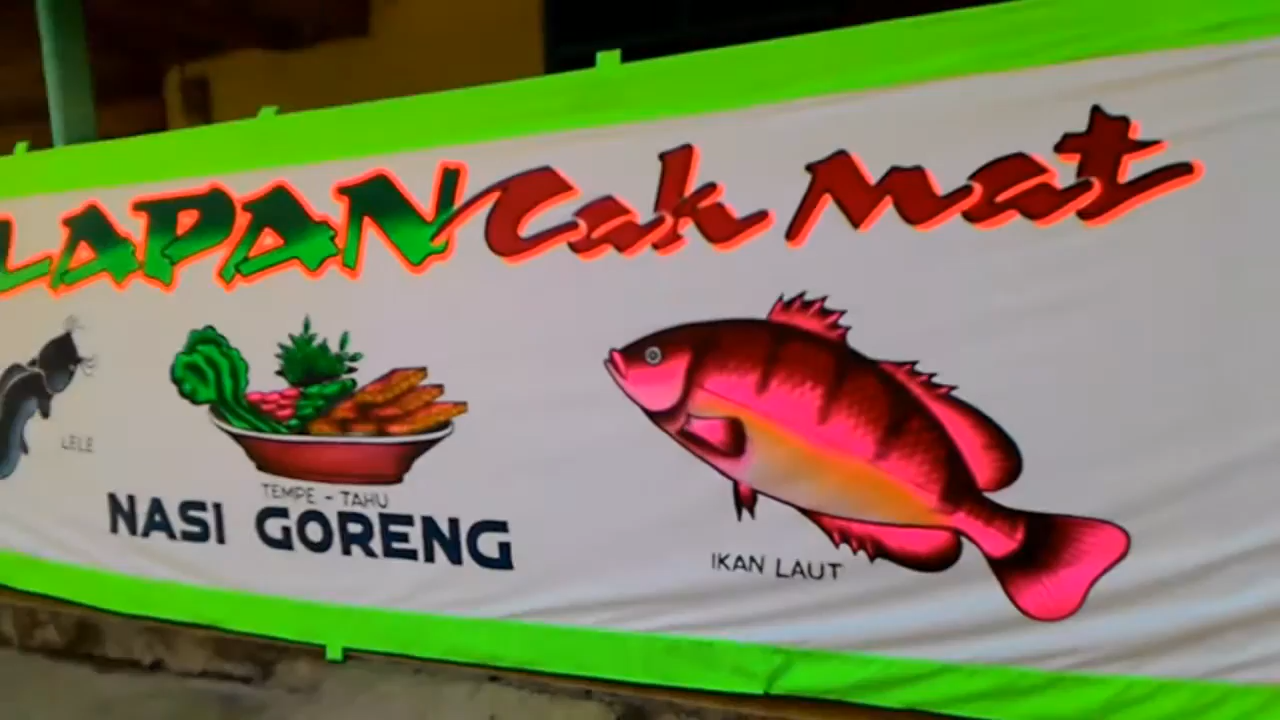 LAPAN Cak Mat
LELE
TEMPE - TAHU
NASI GORENG
IKAN LAUT